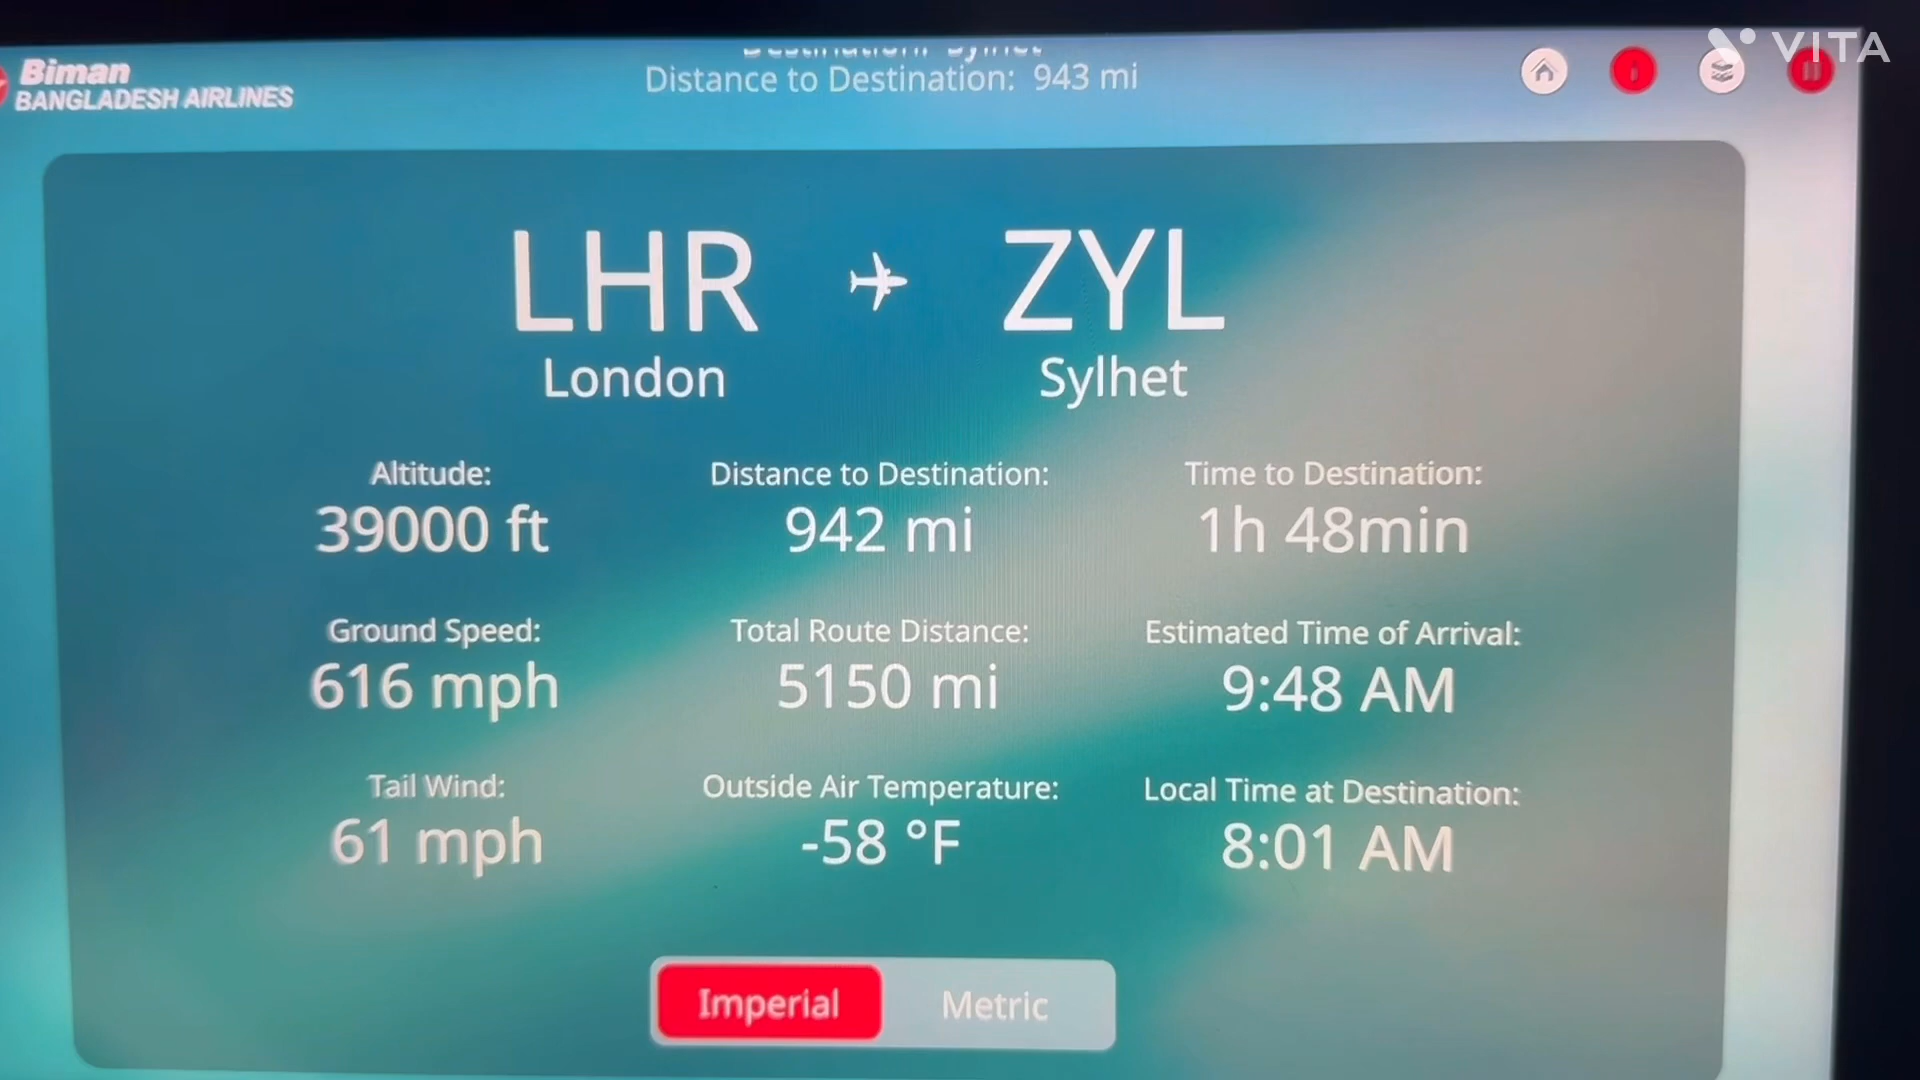 VITA
Biman
BANGLADESH AIRLINES
Destination: Sylhet
Distance to Destination: 943 mi
LHR ZYL
London Sylhet
Altitude: Distance to Destination: Time to Destination:
39000 ft 942 mi 1h 48min
Ground Speed: Total Route Distance: Estimated Time of Arrival:
616 mph 5150 mi 9:48 AM
Tail Wind: Outside Air Temperature: Local Time at Destination:
61 mph -58 °F 8:01 AM
Imperial Metric